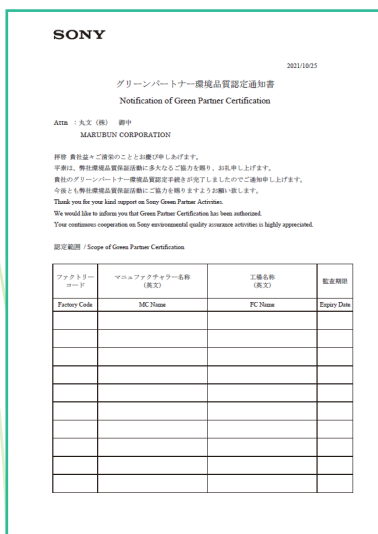 SONY
2021/10/25
グリーンパートナー環境品質認定通知書
Notification of Green Partner Certification
Attn ：丸文（株） 御中
MARUBUN CORPORATION
拝啓 貴社益々ご清栄のこととお慶び申しあげます。
平素は、弊社環境品質保証活動に多大なるご協力を賜り、お礼申し上げます。
貴社のグリーンパートナー環境品質認定手続きが完了しましたのでご通知申し上げます。
今後とも弊社環境品質保証活動にご協力を賜りますようお願い致します。
Thank you for your kind support on Sony Green Partner Activities.
We would like to inform you that Green Partner Certification has been authorized.
Your continuous cooperation on Sony environmental quality assurance activities is highly appreciated.
認定範囲 / Scope of Green Partner Certification
ファクトリーコード マニュファクチャラー名称（英文） 工場名称（英文） 監査期限
Factory Code MC Name FC Name Expiry Date